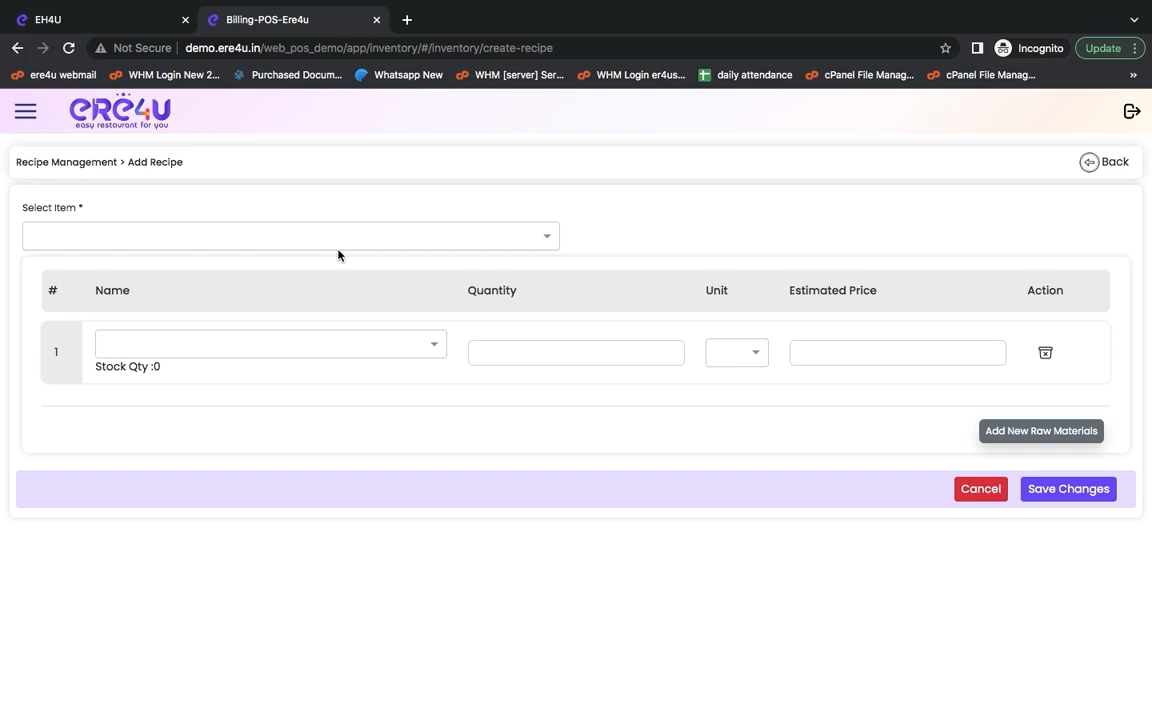 EH4U
Billing-POS-Ere4u
Not Secure demo.ere4u.in/web_pos_demo/app/inventory/#/inventory/create-recipe
Incognito
Update
ere4u webmail
WHM Login New 2...
Purchased Docum...
Whatsapp New
WHM [server] Ser...
WHM Login er4us...
daily attendance
cPanel File Manag...
cPanel File Manag...
»
ere4u
easy restaurant for you
Recipe Management > Add Recipe
Back
Select Item *
# Name Quantity Unit Estimated Price Action
1
Stock Qty :0
Add New Raw Materials
Cancel Save Changes